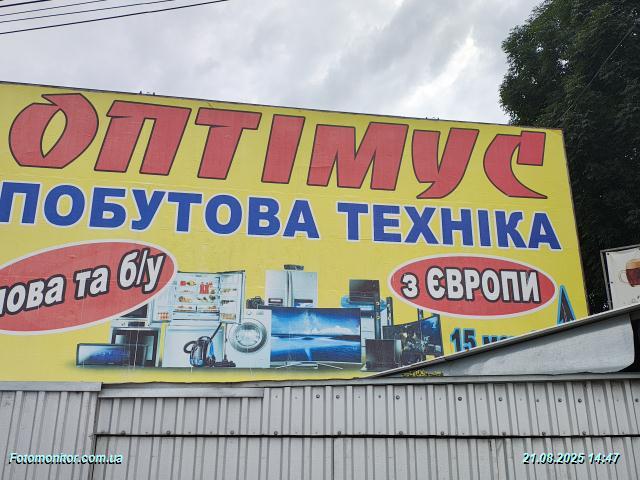 ОПТІМУС
ПОБУТОВА ТЕХНІКА
нова та б/у
з ЄВРОПИ
15
Fotomonitor.com.ua
21.08.2025 14:47